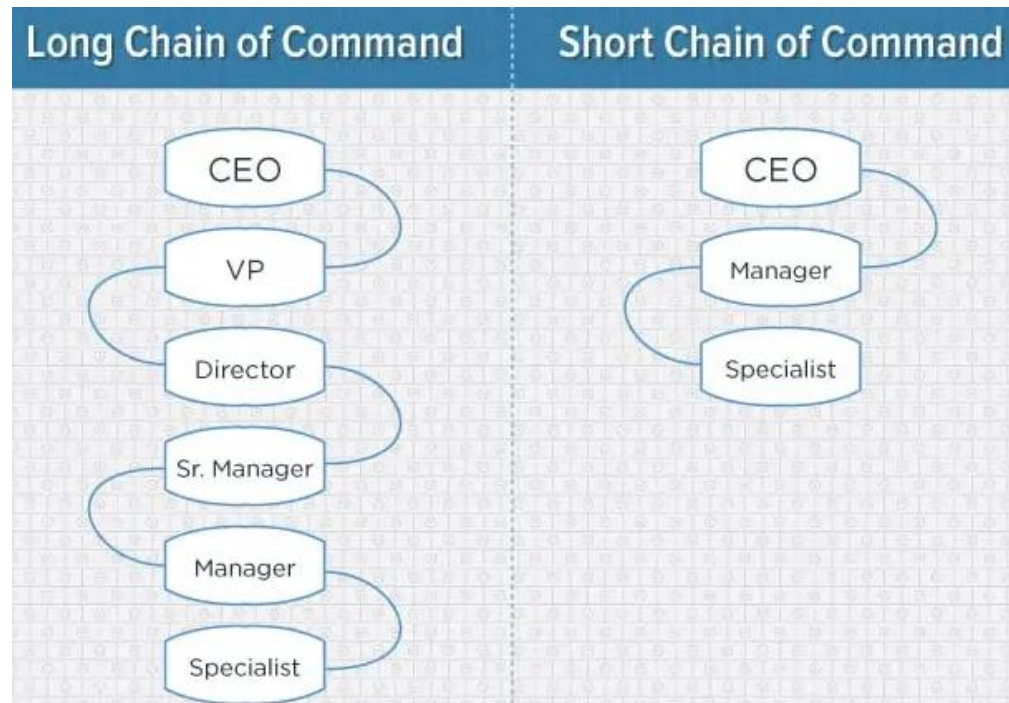 Long Chain of Command
CEO
VP
Director
Sr. Manager
Manager
Specialist
Short Chain of Command
CEO
Manager
Specialist